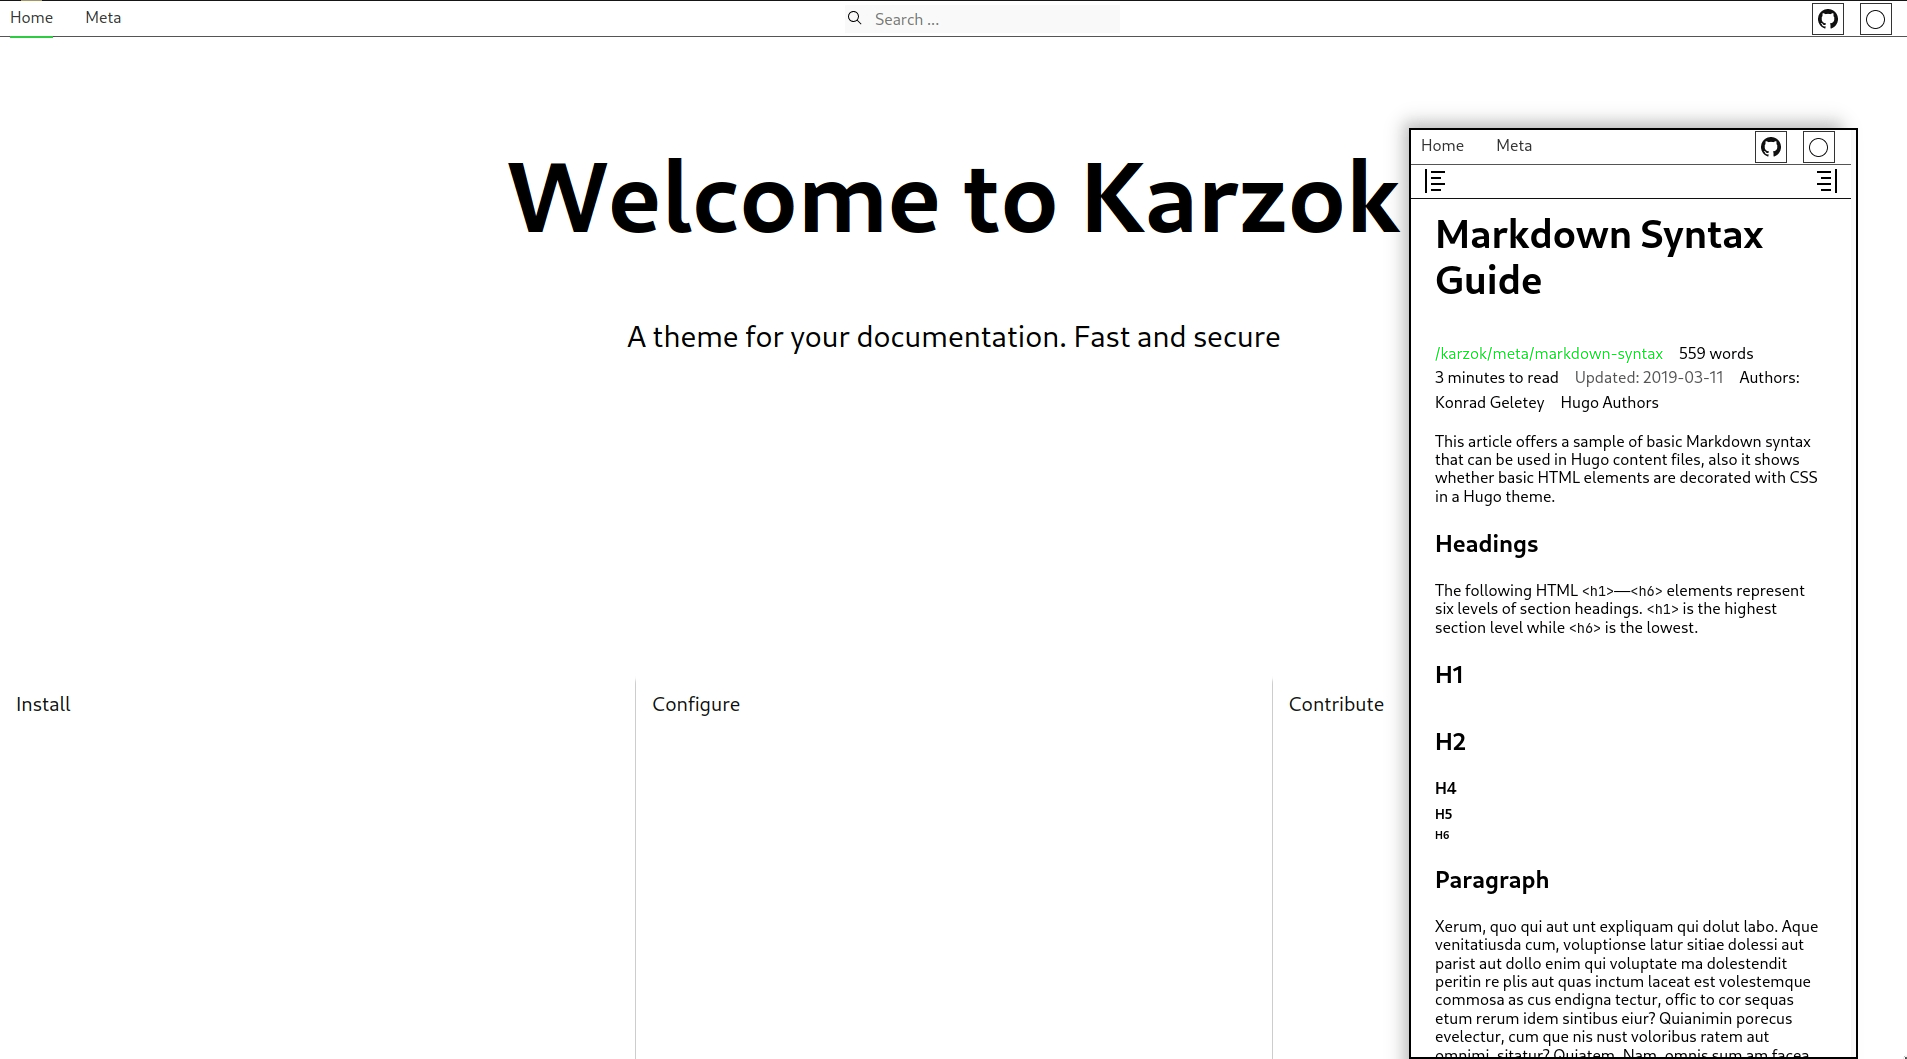 Home Meta
Search ...
Welcome to Karzok
A theme for your documentation. Fast and secure
Install
Configure
Contribute
Home Meta
Markdown Syntax
Guide
/karzok/meta/markdown-syntax 559 words
3 minutes to read Updated: 2019-03-11 Authors:
Konrad Geletey Hugo Authors
This article offers a sample of basic Markdown syntax
that can be used in Hugo content files, also it shows
whether basic HTML elements are decorated with CSS
in a Hugo theme.
Headings
The following HTML <h1>—<h6> elements represent
six levels of section headings. <h1> is the highest
section level while <h6> is the lowest.
H1
H2
H4
H5
H6
Paragraph
Xerum, quo qui aut unt expliquam qui dolut labo. Aque
venitatiusda cum, voluptionse latur sitiae dolessi aut
parist aut dollo enim qui voluptate ma dolestendit
peritin re plis aut quas inctum laceat est volestemque
commosa as cus endigna tectur, offic to cor sequas
etum rerum idem sintibus eiur? Quianimin porecus
evelectur, cum que nis nust voloribus ratem aut
omnimi, sitatur? Quiatem. Nam, omnis sum am facea